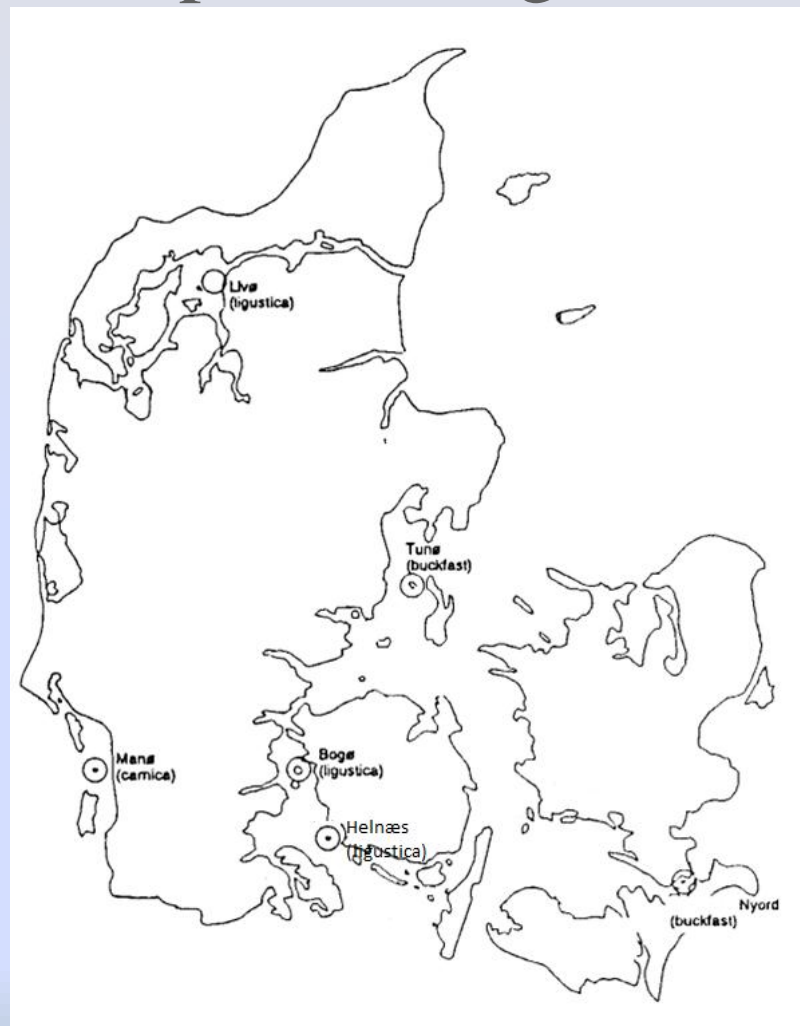 Livø
(ligustica)
Tunø
(buckfast)
Manø
(carnica)
Bogø
(ligustica)
Helnæs
(ligustica)
Nyord
(buckfast)